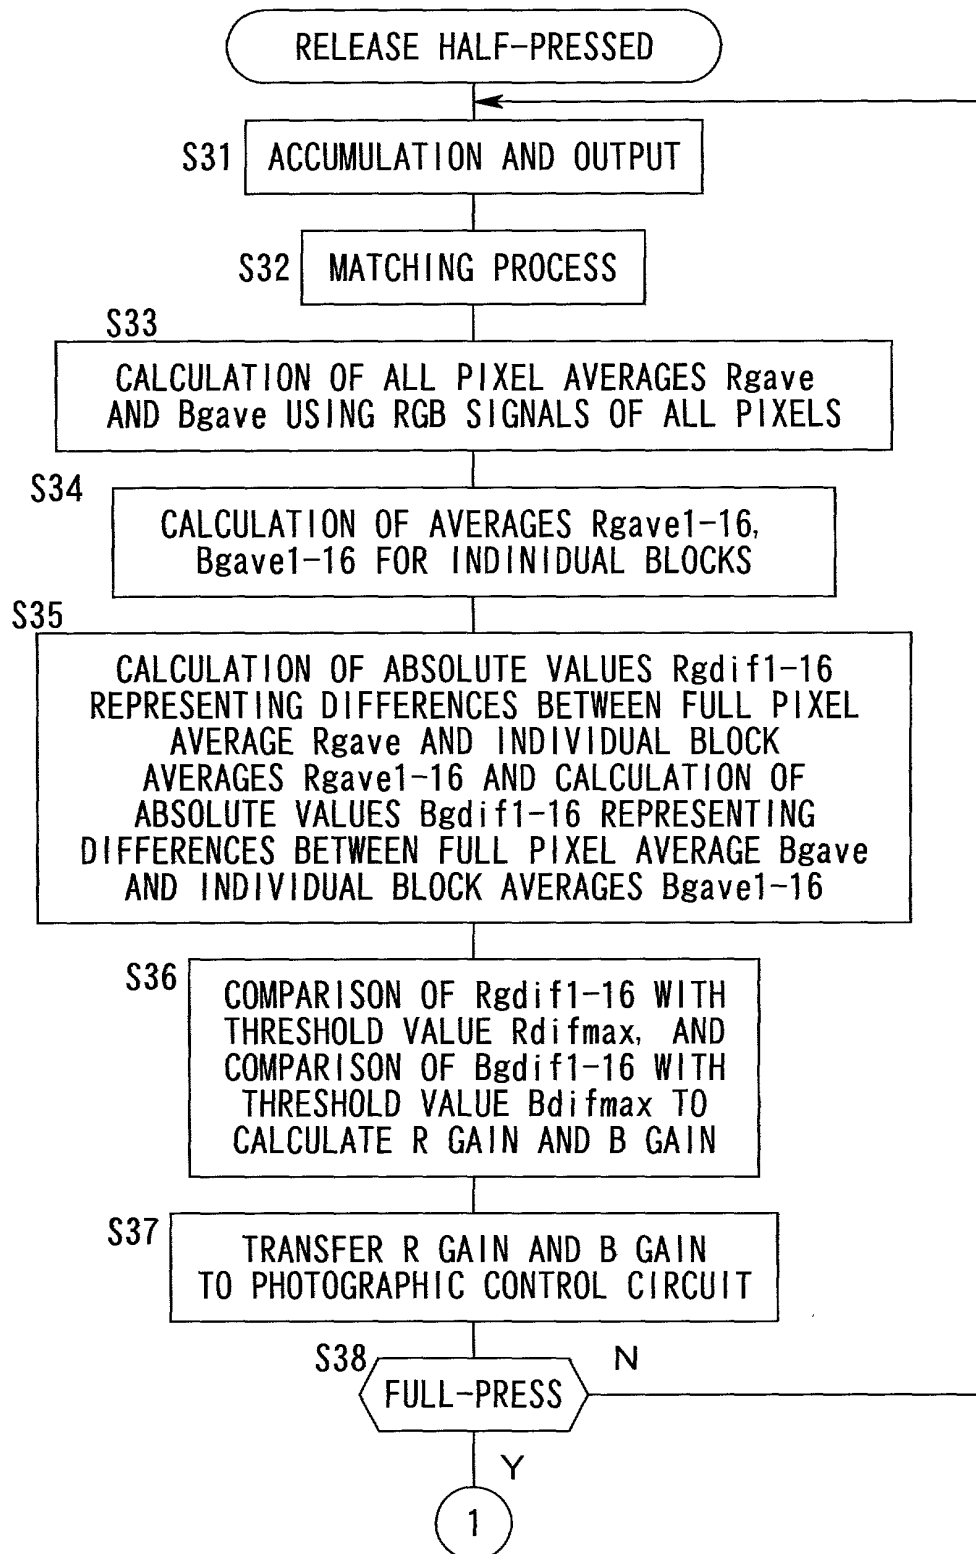 RELEASE HALF-PRESSED
S31 ACCUMULATION AND OUTPUT
S32 MATCHING PROCESS
S33
CALCULATION OF ALL PIXEL AVERAGES Rgave
AND Bgave USING RGB SIGNALS OF ALL PIXELS
S34
CALCULATION OF AVERAGES Rgave1-16,
Bgave1-16 FOR INDINIDUAL BLOCKS
S35
CALCULATION OF ABSOLUTE VALUES Rgdif1-16
REPRESENTING DIFFERENCES BETWEEN FULL PIXEL
AVERAGE Rgave AND INDIVIDUAL BLOCK
AVERAGES Rgave1-16 AND CALCULATION OF
ABSOLUTE VALUES Bgdif1-16 REPRESENTING
DIFFERENCES BETWEEN FULL PIXEL AVERAGE Bgave
AND INDIVIDUAL BLOCK AVERAGES Bgave1-16
S36
COMPARISON OF Rgdif1-16 WITH
THRESHOLD VALUE Rdifmax, AND
COMPARISON OF Bgdif1-16 WITH
THRESHOLD VALUE Bdifmax TO
CALCULATE R GAIN AND B GAIN
S37
TRANSFER R GAIN AND B GAIN
TO PHOTOGRAPHIC CONTROL CIRCUIT
S38 N
FULL-PRESS
Y
1